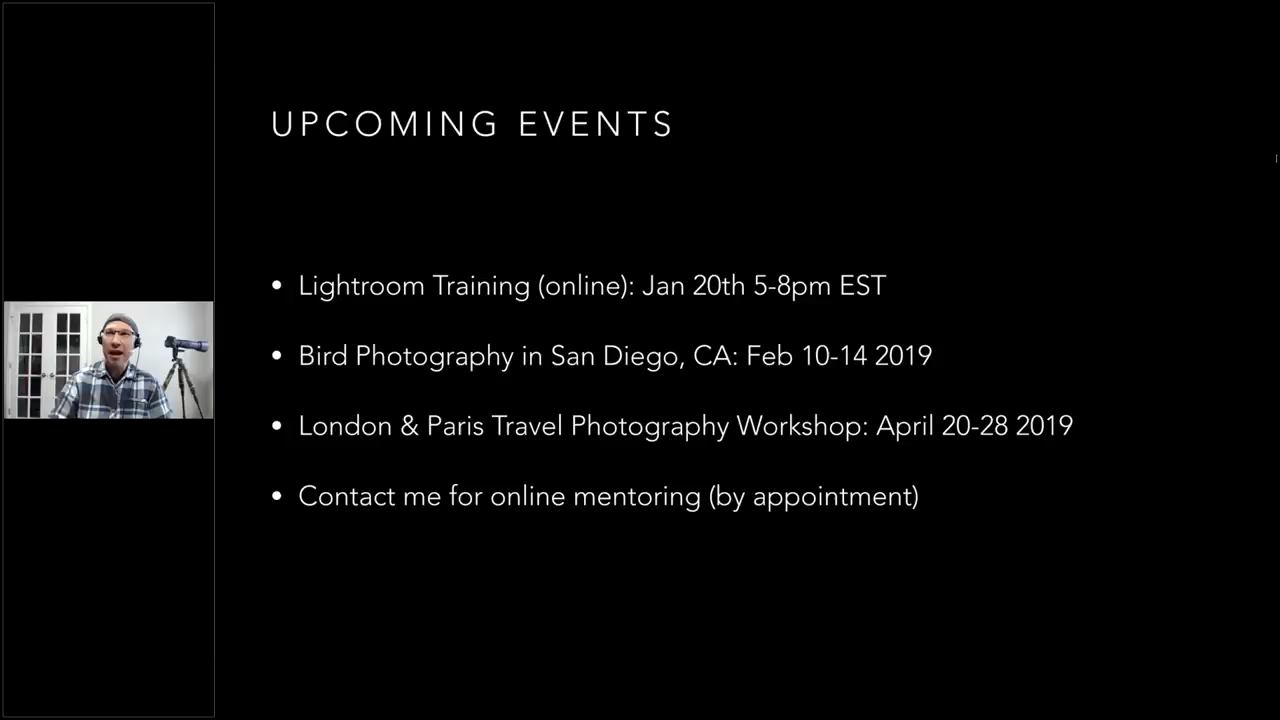 UPCOMING EVENTS
• Lightroom Training (online): Jan 20th 5-8pm EST
• Bird Photography in San Diego, CA: Feb 10-14 2019
• London & Paris Travel Photography Workshop: April 20-28 2019
• Contact me for online mentoring (by appointment)